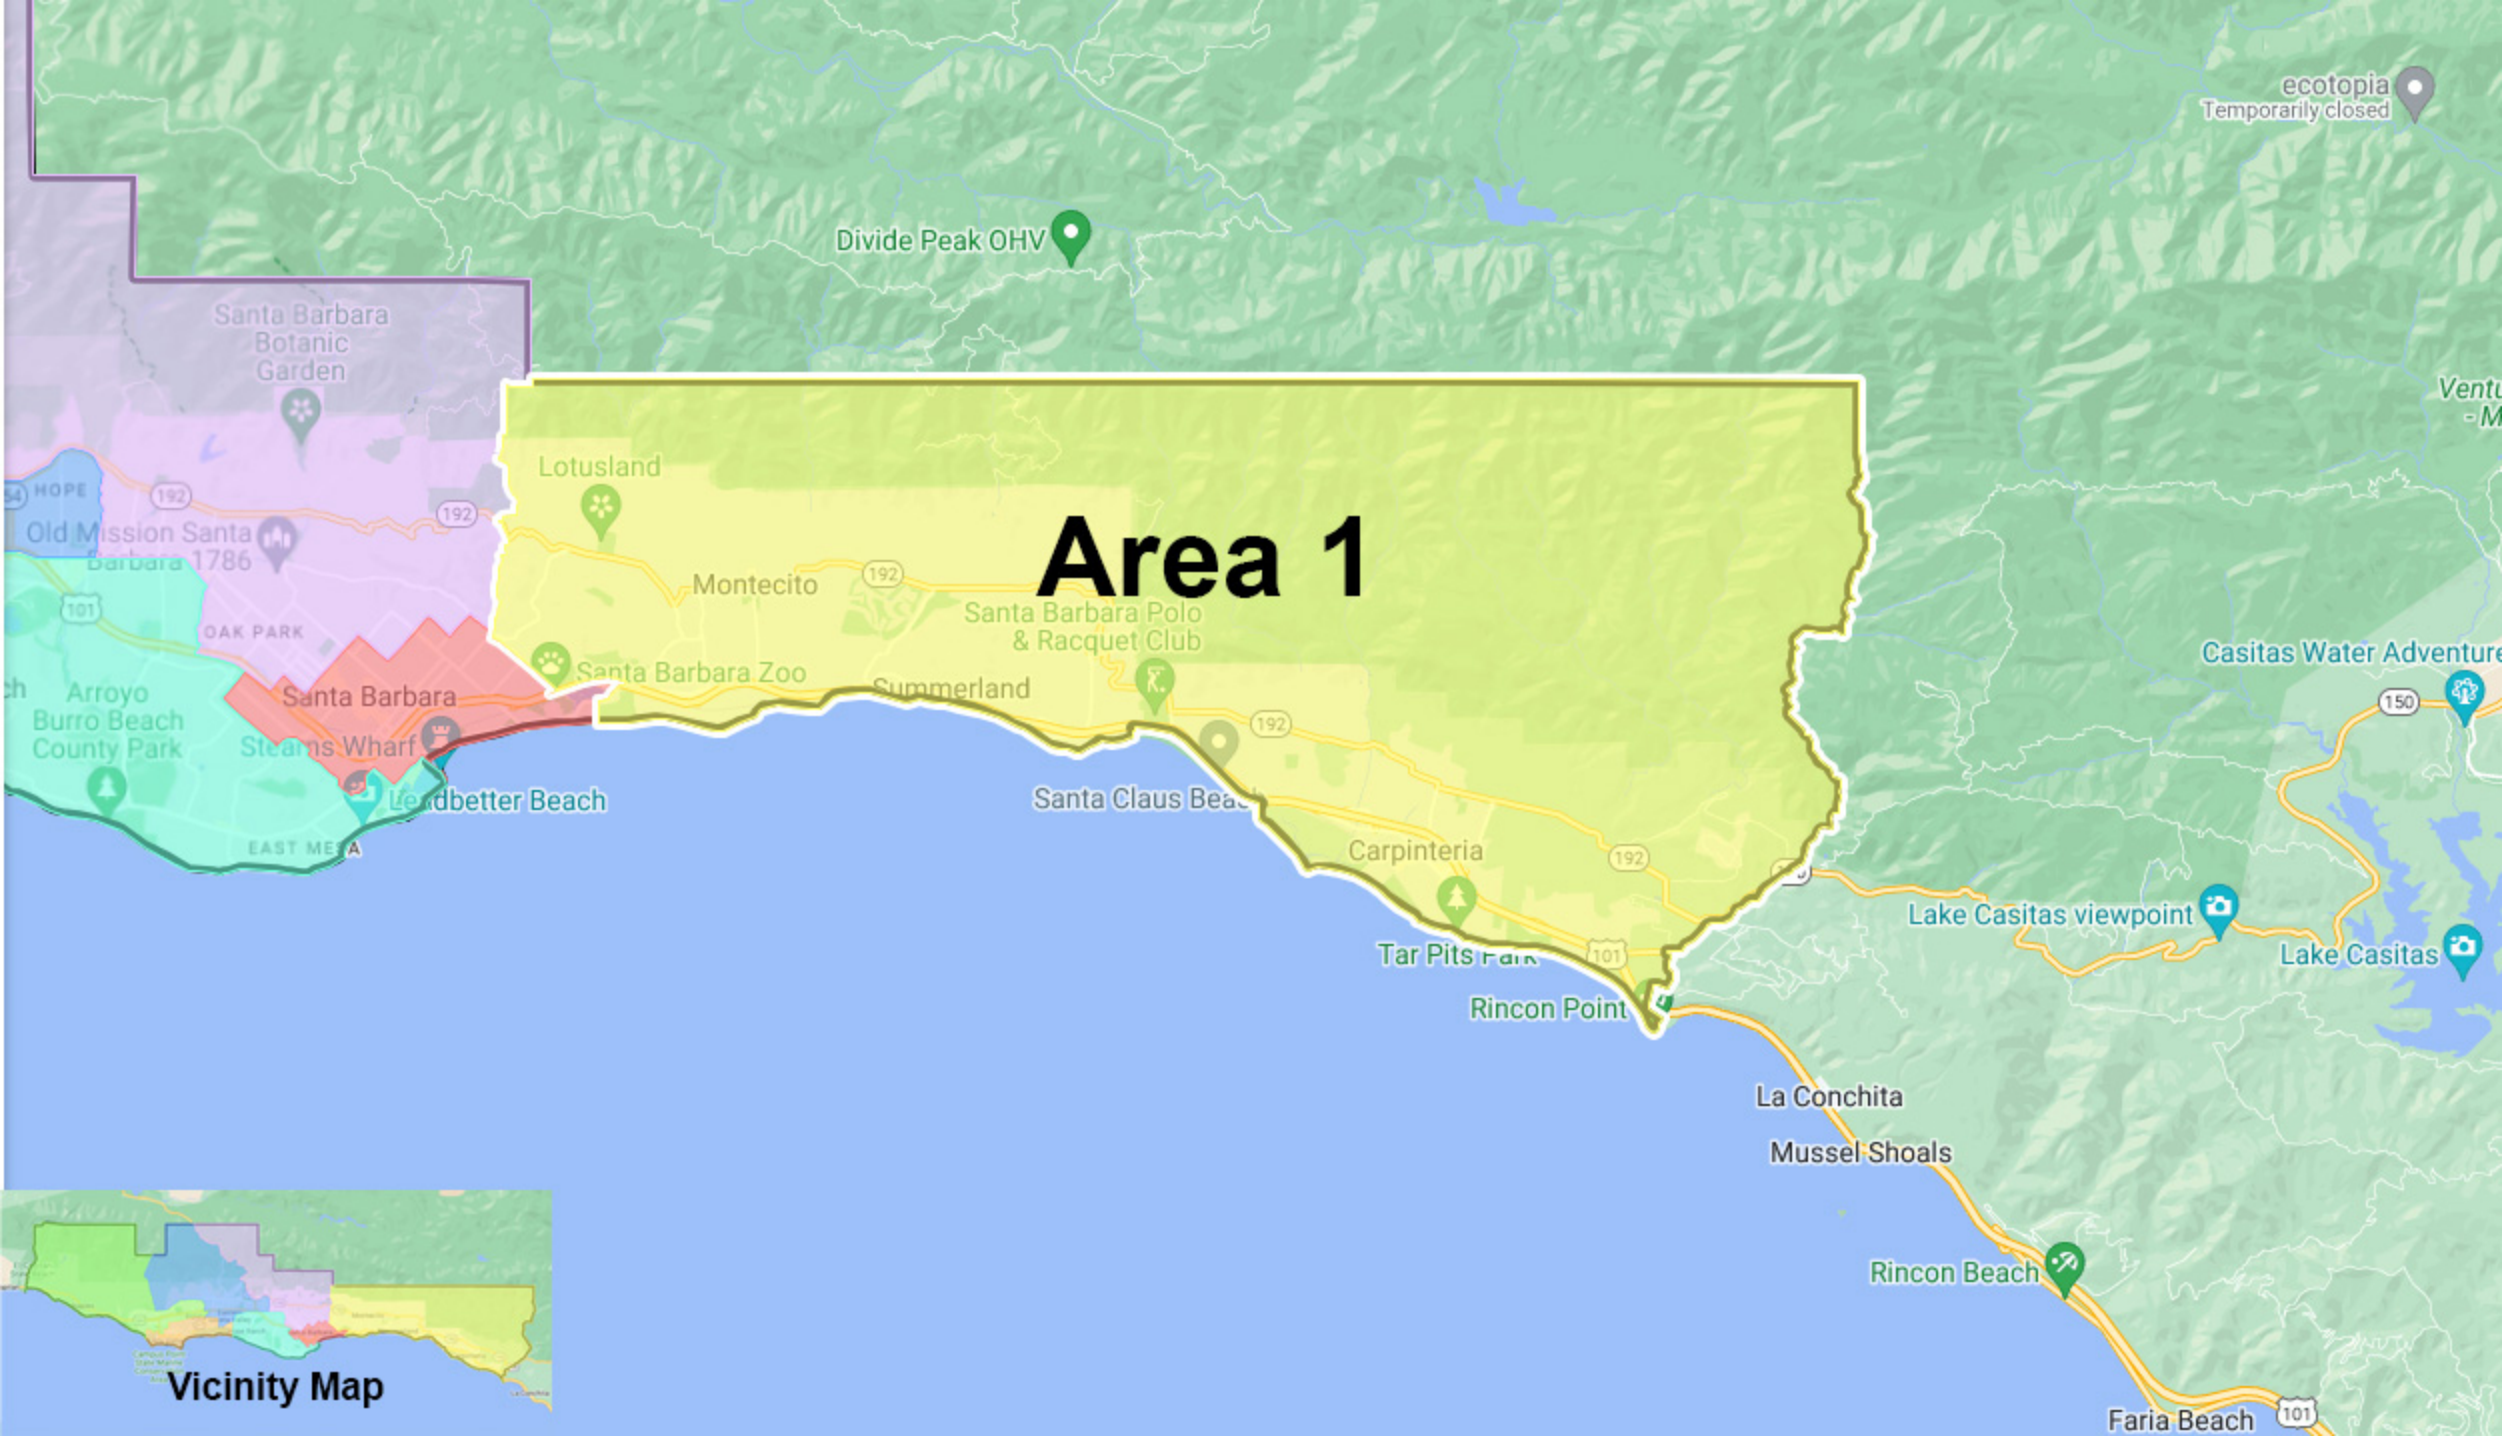 ecotopia
Temporarily closed
Divide Peak OHV
Santa Barbara
Botanic
Garden
Ventu
- M
Lotusland
54
HOPE
192
192
Old Mission Santa
Barbara 1786
Area 1
Montecito
192
101
Santa Barbara Polo
& Racquet Club
OAK PARK
Casitas Water Adventure
Santa Barbara Zoo
ch
Arroyo
Burro Beach
County Park
Santa Barbara
Summerland
150
192
Stearns Wharf
Leadbetter Beach
Santa Claus Beach
EAST MESA
Carpinteria
192
Lake Casitas viewpoint
Tar Pits Park
101
Lake Casitas
Rincon Point
La Conchita
Mussel Shoals
Rincon Beach
Vicinity Map
Faria Beach
101